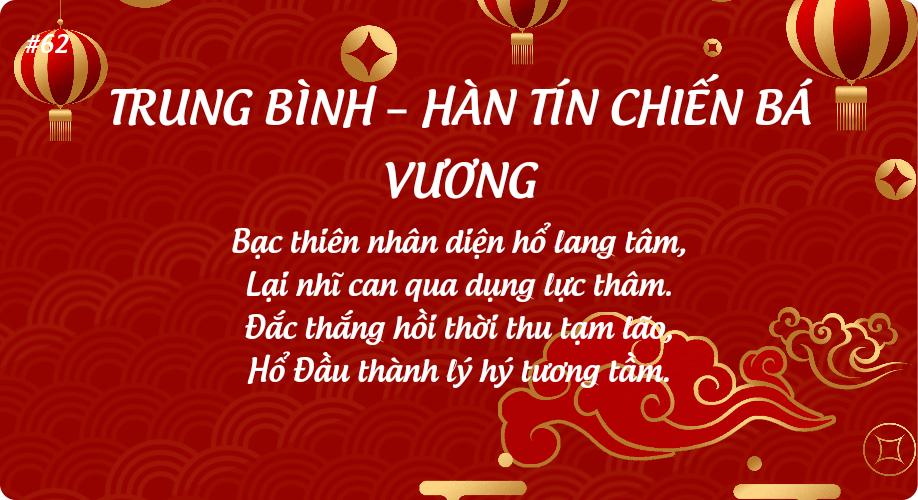 #62
TRUNG BÌNH – HÀN TÍN CHIẾN BÁ
VƯƠNG
Bạc thiên nhân diện hổ lang tâm,
Lại nhĩ can qua dụng lực thâm.
Đắc thắng hồi thời thu tạm lão,
Hổ Đầu thành lý hý tương tầm.